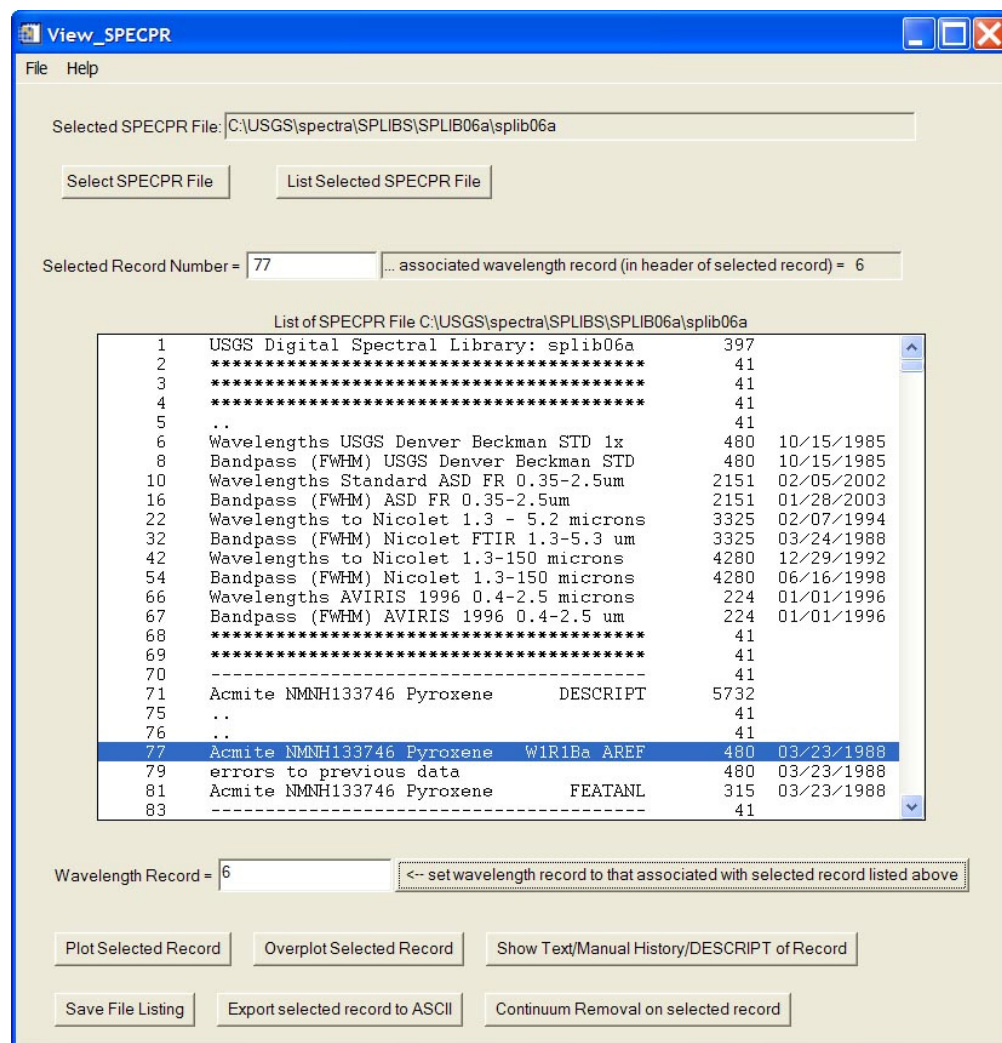 View_SPECPR
File Help
Selected SPECPR File: C:\USGS\spectra\SPLIBS\SPLIB06a\splib06a
Select SPECPR File List Selected SPECPR File
Selected Record Number = 77 ... associated wavelength record (in header of selected record) = 6
List of SPECPR File C:\USGS\spectra\SPLIBS\SPLIB06a\splib06a
1 USGS Digital Spectral Library: splib06a 397
2 **************************************** 41
3 **************************************** 41
4 **************************************** 41
5 .. 41
6 Wavelengths USGS Denver Beckman STD 1x 480 10/15/1985
8 Bandpass (FWHM) USGS Denver Beckman STD 480 10/15/1985
10 Wavelengths Standard ASD FR 0.35-2.5um 2151 02/05/2002
16 Bandpass (FWHM) ASD FR 0.35-2.5um 2151 01/28/2003
22 Wavelengths to Nicolet 1.3 - 5.2 microns 3325 02/07/1994
32 Bandpass (FWHM) Nicolet FTIR 1.3-5.3 um 3325 03/24/1988
42 Wavelengths to Nicolet 1.3-150 microns 4280 12/29/1992
54 Bandpass (FWHM) Nicolet 1.3-150 microns 4280 06/16/1998
66 Wavelengths AVIRIS 1996 0.4-2.5 microns 224 01/01/1996
67 Bandpass (FWHM) AVIRIS 1996 0.4-2.5 um 224 01/01/1996
68 **************************************** 41
69 **************************************** 41
70 ---------------------------------------- 41
71 Acmite NMNH133746 Pyroxene DESCRIPT 5732
75 .. 41
76 .. 41
77 Acmite NMNH133746 Pyroxene W1R1Ba AREF 480 03/23/1988
79 errors to previous data 480 03/23/1988
81 Acmite NMNH133746 Pyroxene FEATANL 315 03/23/1988
83 ---------------------------------------- 41
Wavelength Record = 6 <-- set wavelength record to that associated with selected record listed above
Plot Selected Record Overplot Selected Record Show Text/Manual History/DESCRIPT of Record
Save File Listing Export selected record to ASCII Continuum Removal on selected record